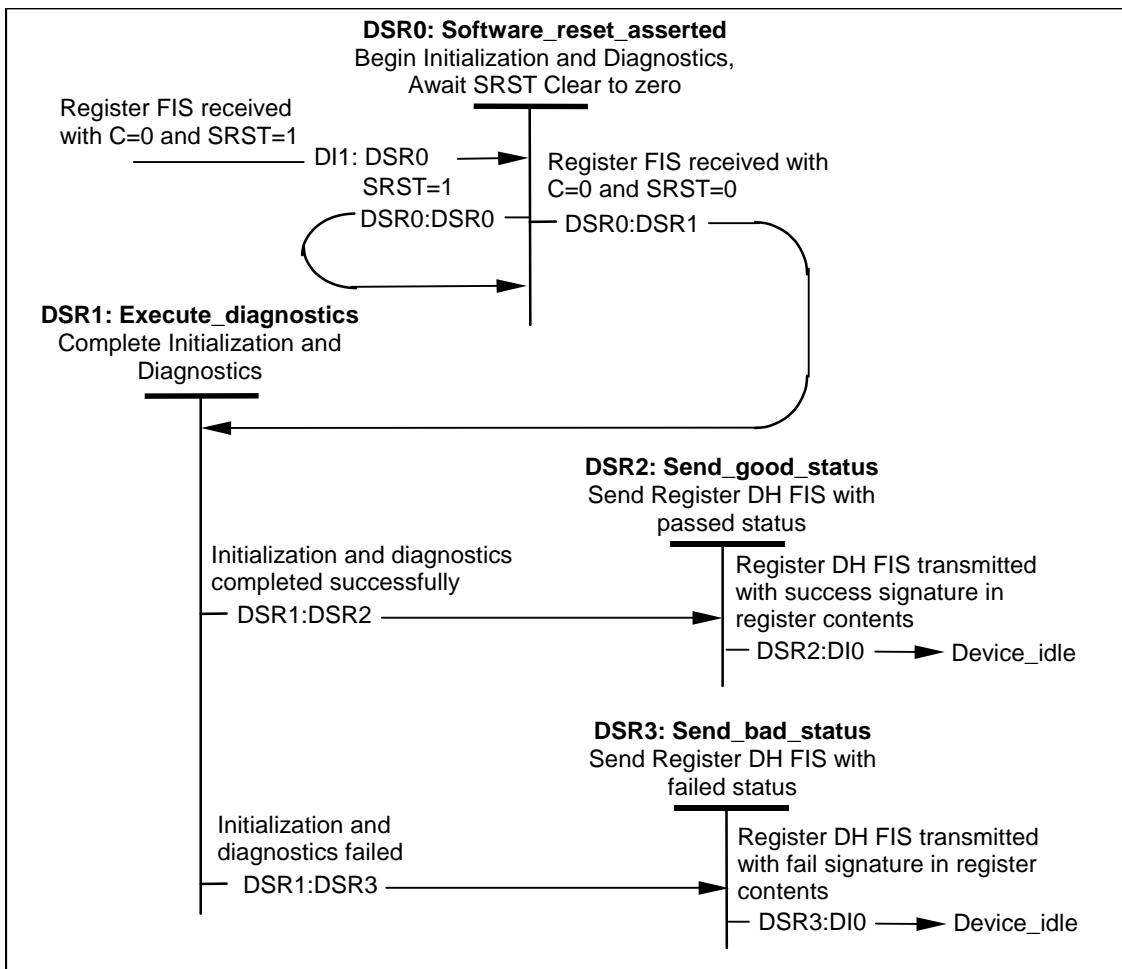 DSR0: Software_reset_asserted
Begin Initialization and Diagnostics,
Await SRST Clear to zero
Register FIS received
with C=0 and SRST=1
DI1: DSR0
SRST=1
DSR0:DSR0
Register FIS received with
C=0 and SRST=0
DSR0:DSR1
DSR1: Execute_diagnostics
Complete Initialization and
Diagnostics
DSR2: Send_good_status
Send Register DH FIS with
passed status
Initialization and diagnostics
completed successfully
DSR1:DSR2
Register DH FIS transmitted
with success signature in
register contents
DSR2:DI0
Device_idle
DSR3: Send_bad_status
Send Register DH FIS with
failed status
Initialization and
diagnostics failed
DSR1:DSR3
Register DH FIS transmitted
with fail signature in register
contents
DSR3:DI0
Device_idle